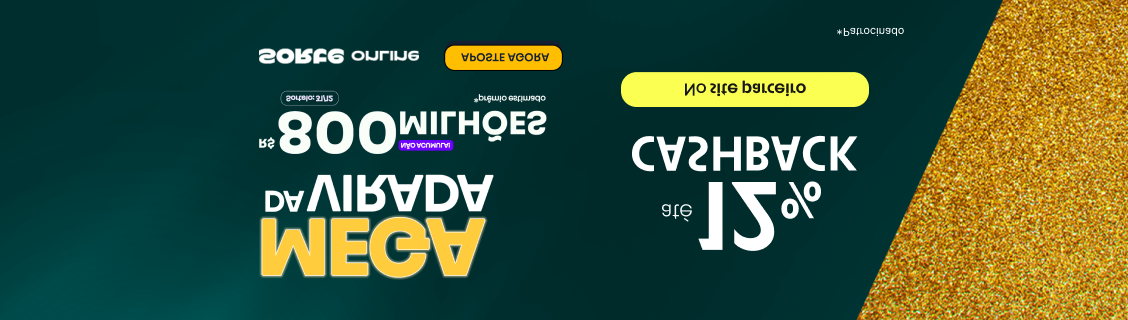 MEGA
DA VIRADA
R$ 800 MILHÕES
NÃO ACUMULA!
Sorteio: 31/12
*prêmio estimado
SORTE ONLINE
APOSTE AGORA
até 12%
CASHBACK
No site parceiro
*Patrocinado